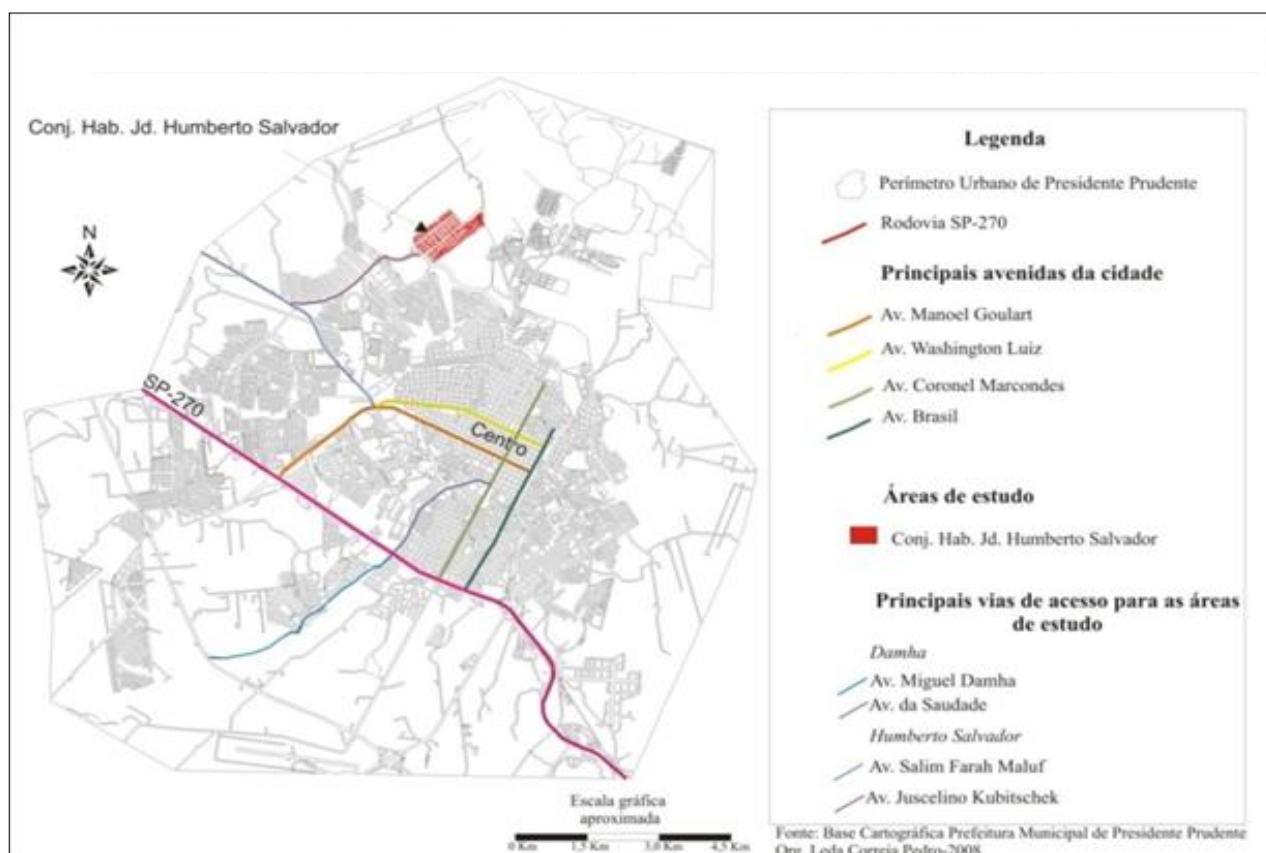 Conj. Hab. Jd. Humberto Salvador
N
SP-270
Centro
Legenda
Perímetro Urbano de Presidente Prudente
Rodovia SP-270
Principais avenidas da cidade
Av. Manoel Goulart
Av. Washington Luiz
Av. Coronel Marcondes
Av. Brasil
Áreas de estudo
Conj. Hab. Jd. Humberto Salvador
Principais vias de acesso para as áreas
de estudo
Damha
Av. Miguel Damha
Av. da Saudade
Humberto Salvador
Av. Salim Farah Maluf
Av. Juscelino Kubitschek
Escala gráfica
aproximada
0 Km 1,5 Km 3,0 Km 4,5 Km
Fonte: Base Cartográfica Prefeitura Municipal de Presidente Prudente
Org. Leda Correia Pedro-2008